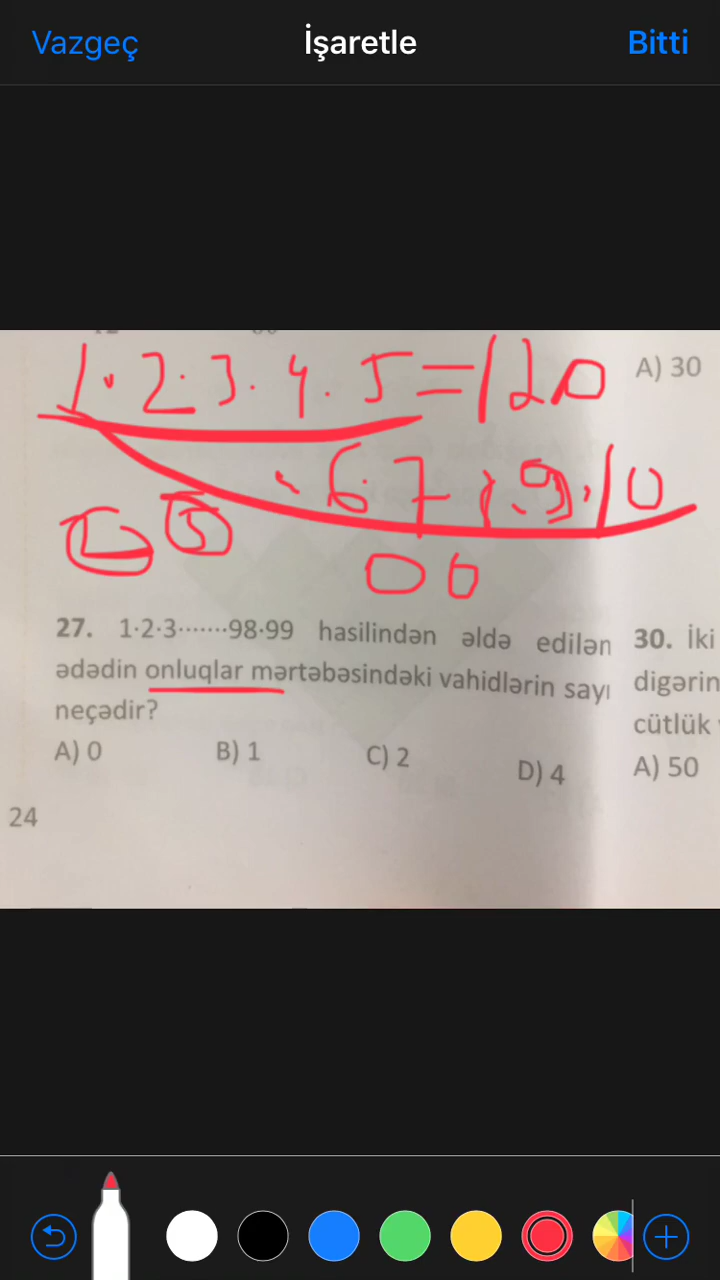 Vazgeç İşaretle Bitti
1·2·3·4·5=120
A) 30
·6·7 · 9·10
5
00
27. 1·2·3·······98·99 hasilindən əldə edilən
ədədin onluqlar mərtəbəsindəki vahidlərin sayı
neçədir?
A) 0 B) 1 C) 2 D) 4
30. İki
digərin
cütlük
A) 50
24